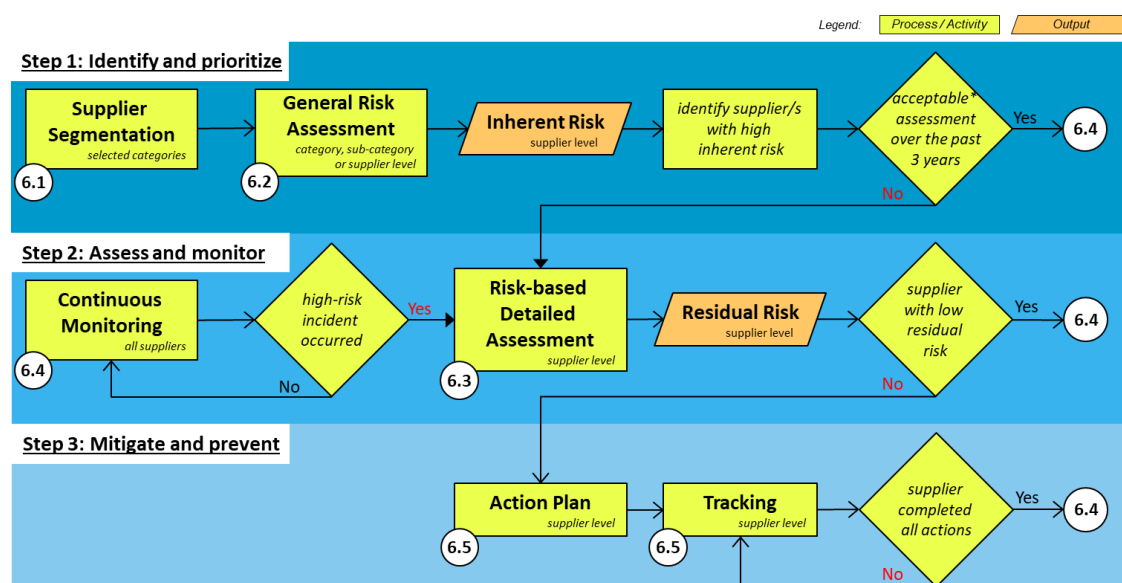 Legend:
Process / Activity
Output
Step 1: Identify and prioritize
Supplier
Segmentation
selected categories
6.1
General Risk
Assessment
category, sub-category
or supplier level
6.2
Inherent Risk
supplier level
identify supplier/s
with high
inherent risk
acceptable*
assessment
over the past
3 years
Yes
6.4
No
Step 2: Assess and monitor
Continuous
Monitoring
all suppliers
6.4
high-risk
incident
occurred
Yes
No
Risk-based
Detailed
Assessment
supplier level
6.3
Residual Risk
supplier level
supplier
with low
residual
risk
Yes
6.4
No
Step 3: Mitigate and prevent
Action Plan
supplier level
6.5
Tracking
supplier level
6.5
supplier
completed
all actions
Yes
6.4
No